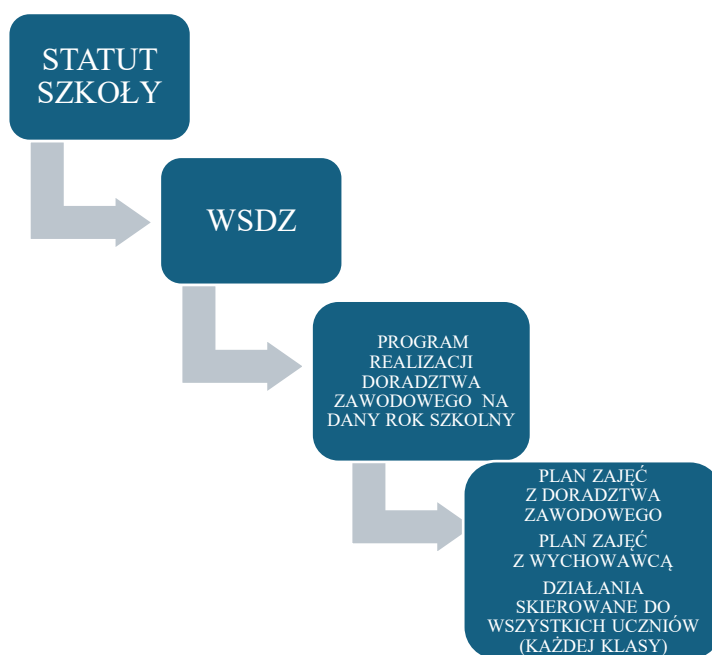 STATUT
SZKOŁY
WSDZ
PROGRAM
REALIZACJI
DORADZTWA
ZAWODOWEGO NA
DANY ROK SZKOLNY
PLAN ZAJĘĆ
Z DORADZTWA
ZAWODOWEGO
PLAN ZAJĘĆ
Z WYCHOWAWCĄ
DZIAŁANIA
SKIEROWANE DO
WSZYSTKICH UCZNIÓW
(KAŻDEJ KLASY)